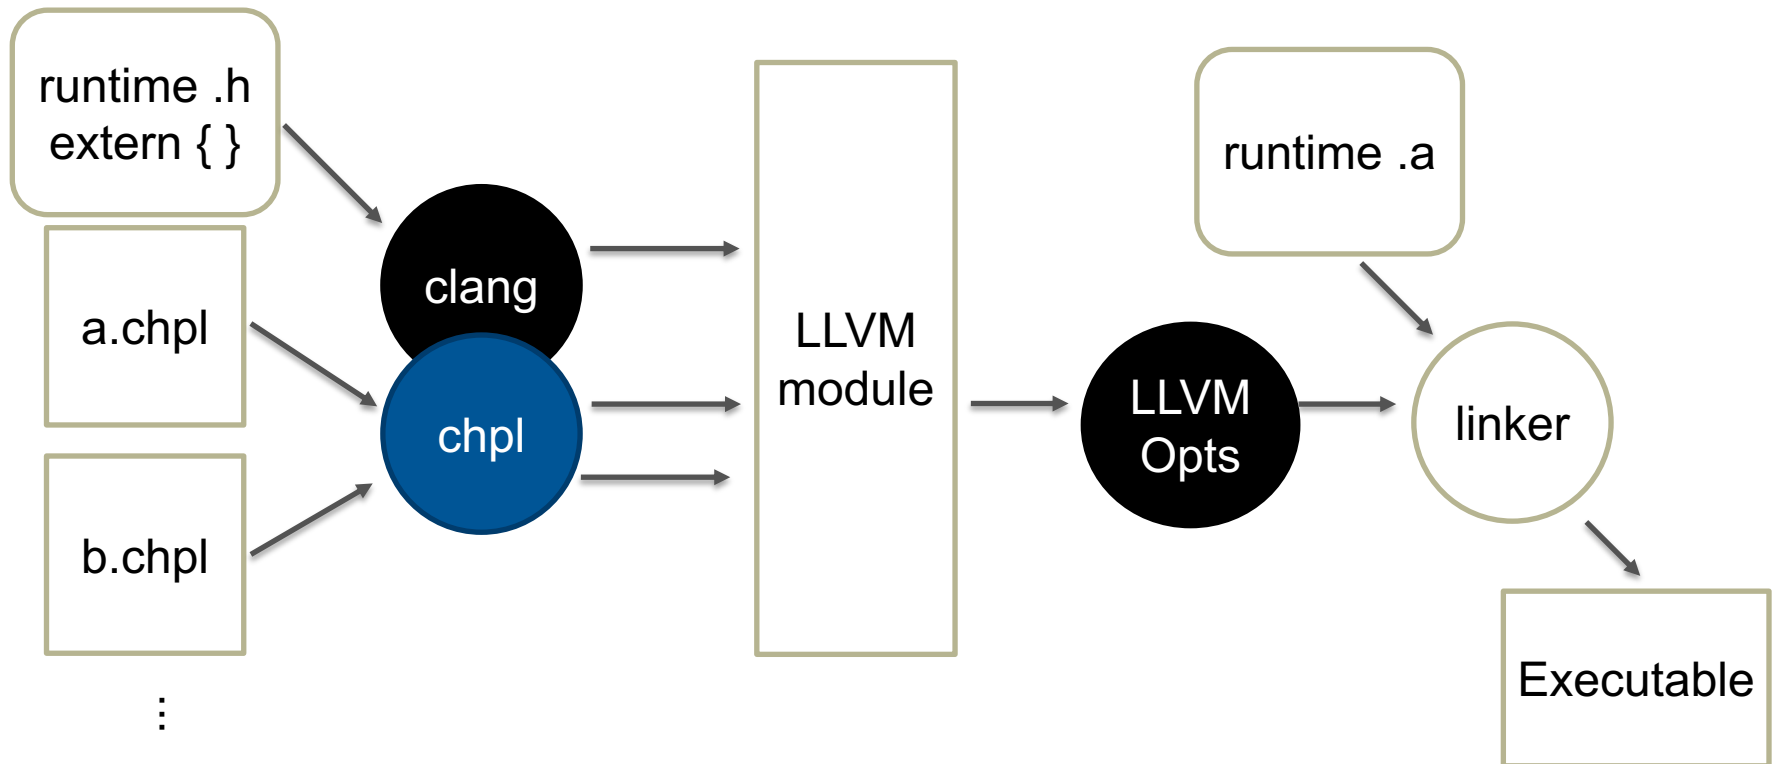 runtime .h
extern { }
a.chpl
b.chpl
⋮
clang
chpl
LLVM
module
LLVM
Opts
runtime .a
linker
Executable